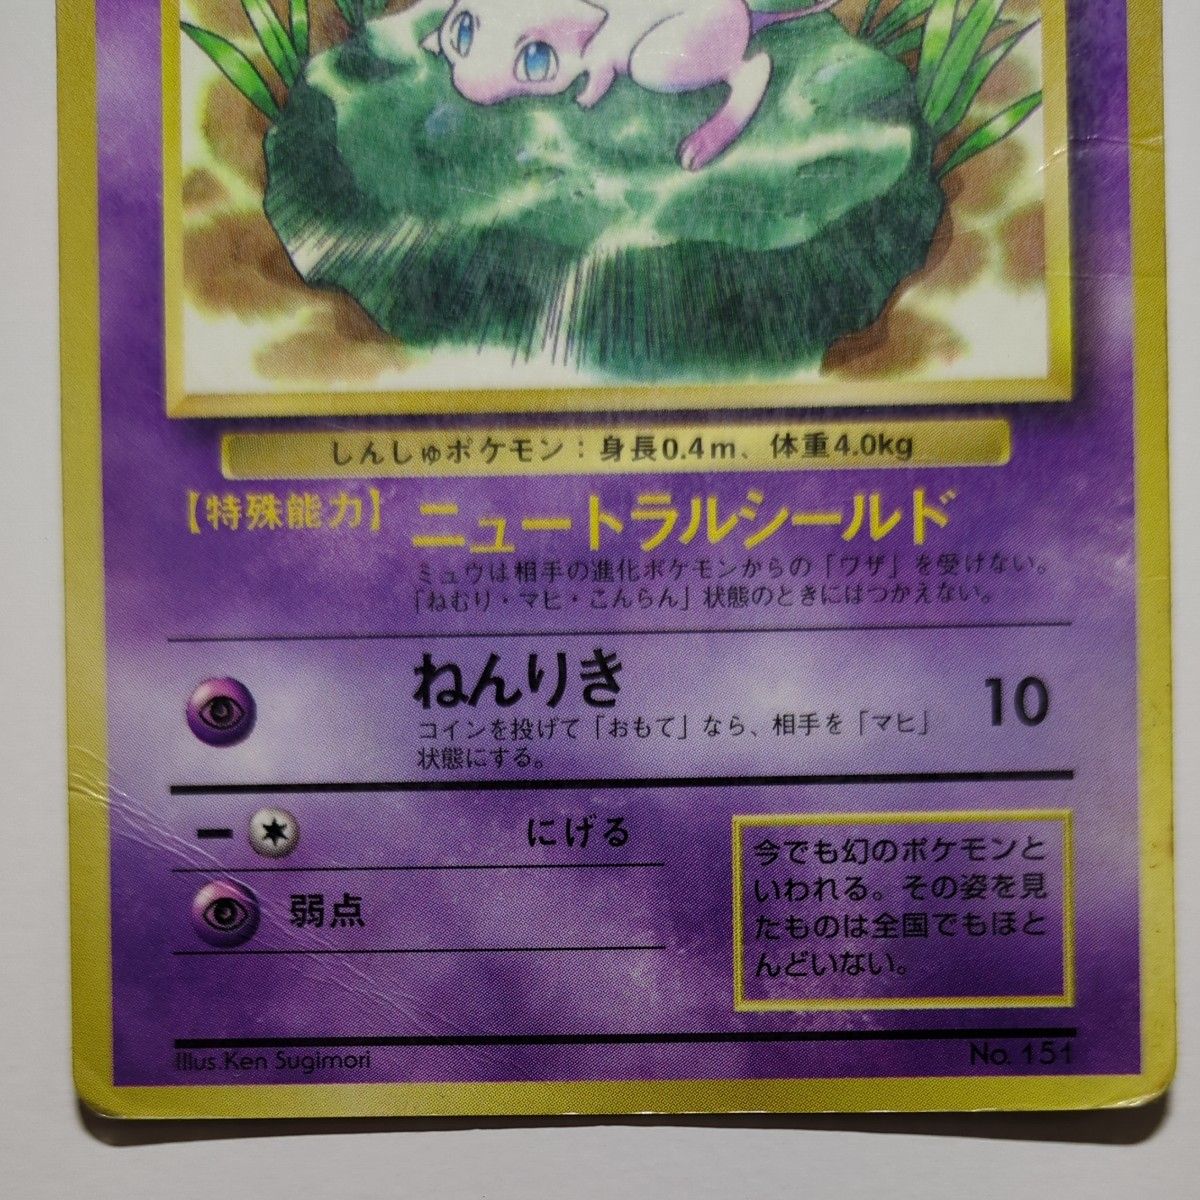 しんしゅポケモン：身長0.4m、体重4.0kg
【特殊能力】 ニュートラルシールド
ミュウは相手の進化ポケモンからの「ワザ」を受けない。
「ねむり・マヒ・こんらん」状態のときにはつかえない。
ねんりき 10
コインを投げて「おもて」なら、相手を「マヒ」
状態にする。
ー にげる
弱点
今でも幻のポケモンと
いわれる。その姿を見
たものは全国でもほと
んどいない。
Illus.Ken Sugimori No. 151